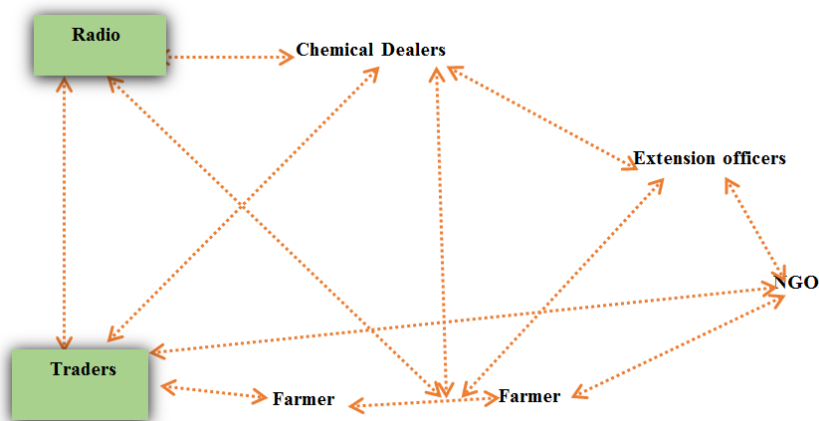 Radio
Chemical Dealers
Extension officers
NGO
Traders
Farmer
Farmer